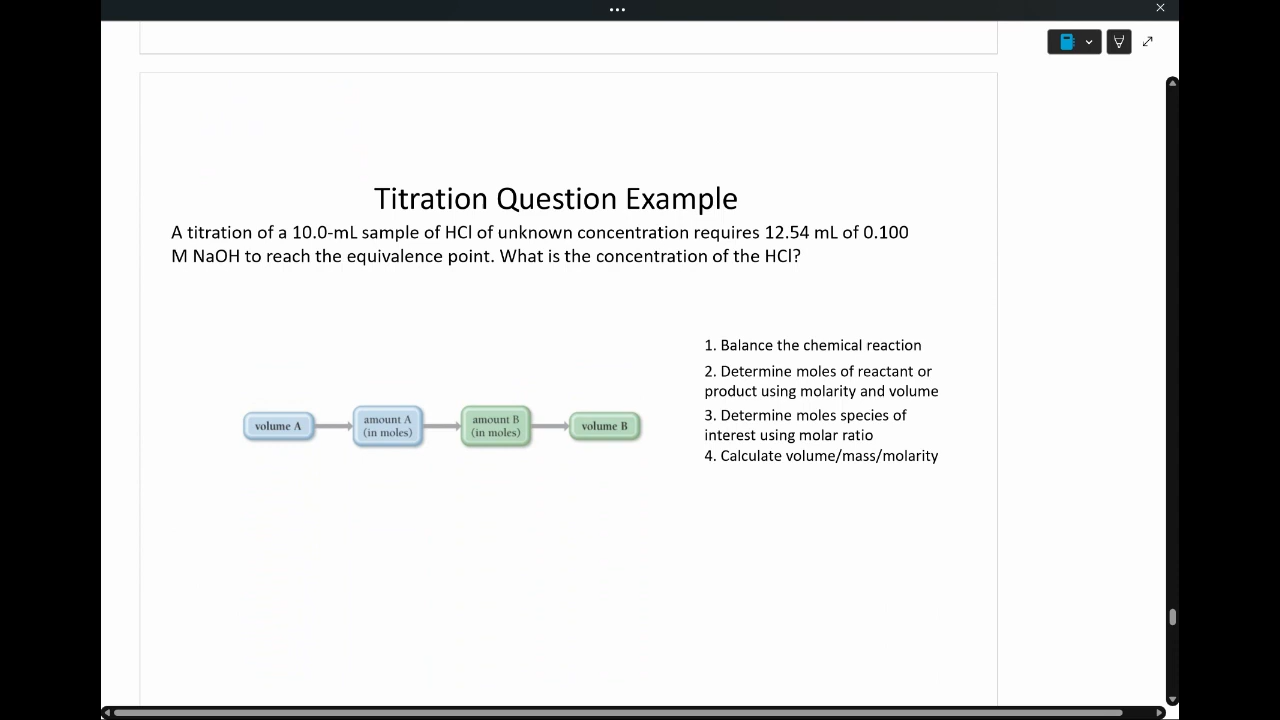 Titration Question Example
A titration of a 10.0-mL sample of HCl of unknown concentration requires 12.54 mL of 0.100
M NaOH to reach the equivalence point. What is the concentration of the HCl?
1. Balance the chemical reaction
2. Determine moles of reactant or
product using molarity and volume
3. Determine moles species of
interest using molar ratio
4. Calculate volume/mass/molarity
volume A
amount A
(in moles)
amount B
(in moles)
volume B